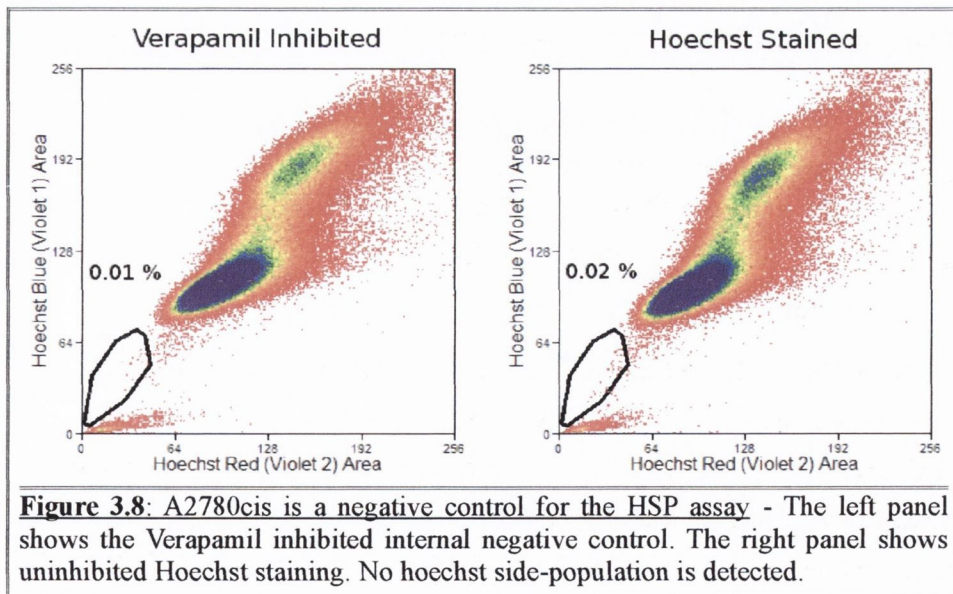 Verapamil Inhibited
Hoechst Stained
256
192
128
64
0
Hoechst Blue (Violet 1) Area
0.01 %
0
64
128
192
256
Hoechst Red (Violet 2) Area
256
192
128
64
0
Hoechst Blue (Violet 1) Area
0.02 %
0
64
128
192
256
Hoechst Red (Violet 2) Area
Figure 3.8: A2780cis is a negative control for the HSP assay - The left panel
shows the Verapamil inhibited internal negative control. The right panel shows
uninhibited Hoechst staining. No hoechst side-population is detected.